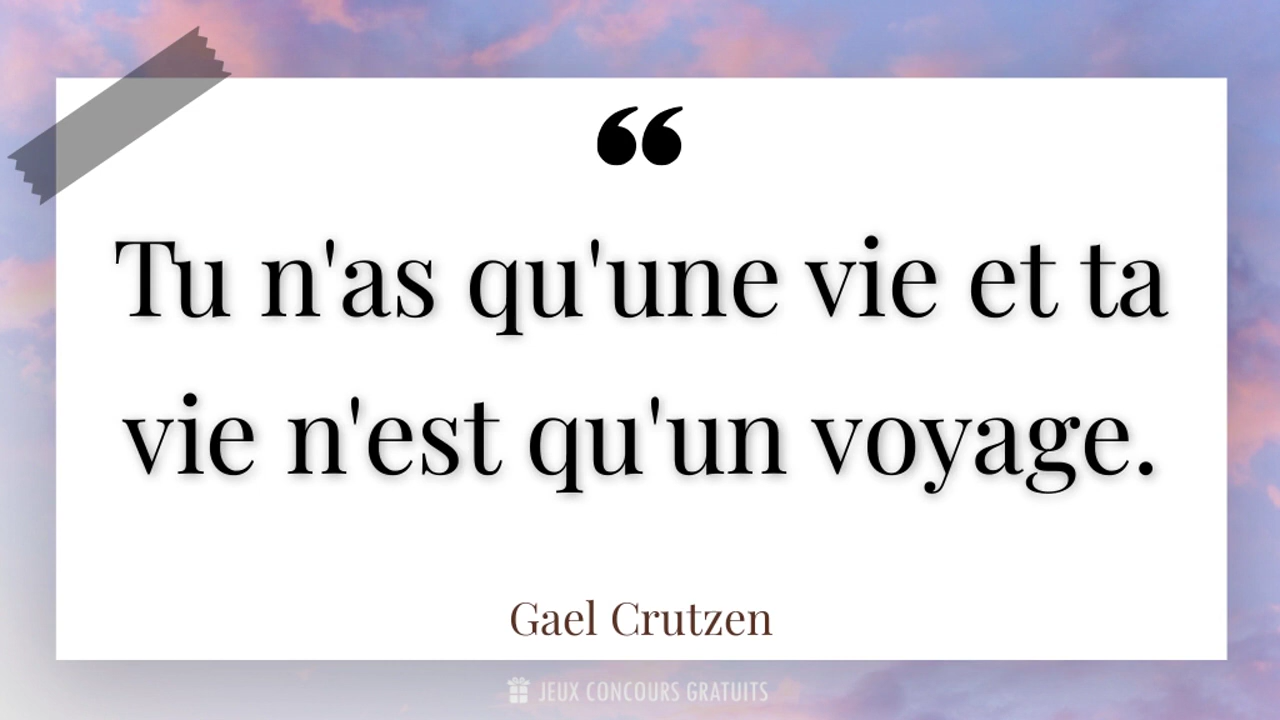 “
Tu n'as qu'une vie et ta
vie n'est qu'un voyage.
Gael Crutzen
JEUX CONCOURS GRATUITS